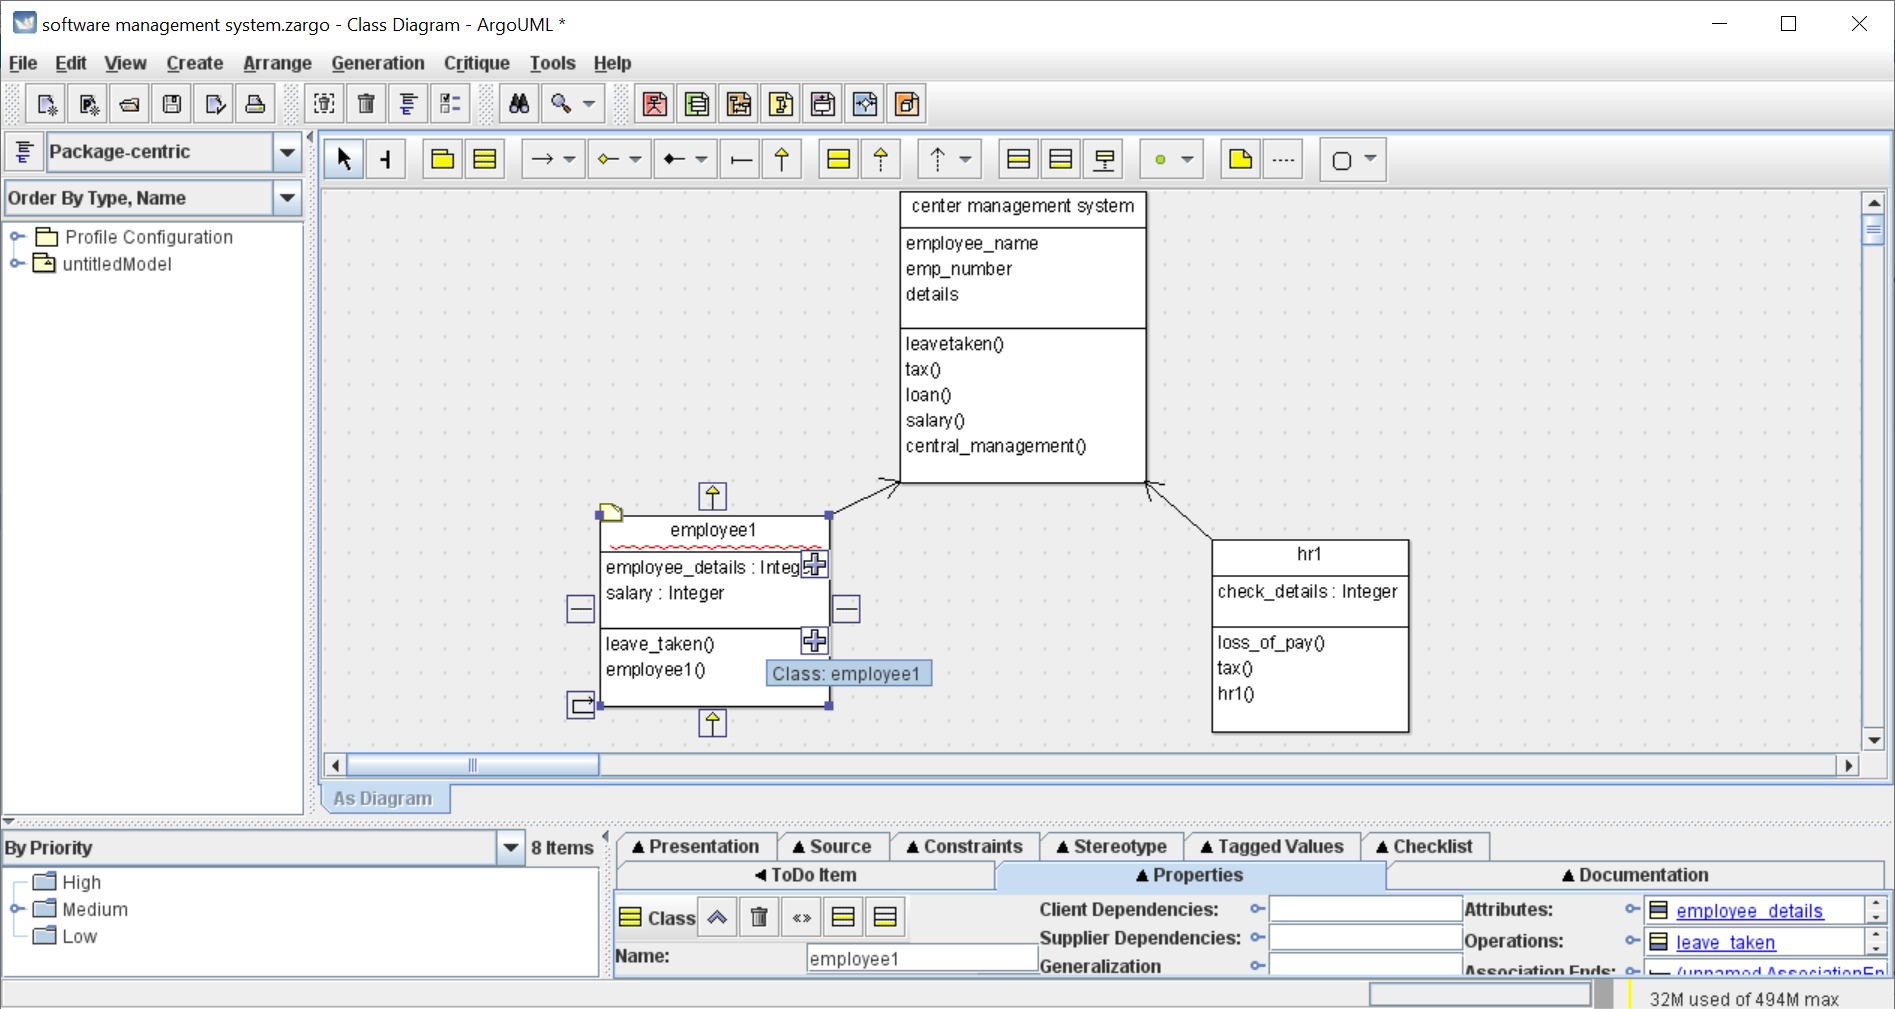 software management system.zargo - Class Diagram - ArgoUML *
File Edit View Create Arrange Generation Critique Tools Help
Package-centric
Order By Type, Name
Profile Configuration
untitledModel
center management system
employee_name
emp_number
details
leavetaken()
tax()
loan()
salary()
central_management()
employee1
employee_details : Integ
salary : Integer
leave_taken()
employee1()
Class: employee1
hr1
check_details : Integer
loss_of_pay()
tax()
hr1()
As Diagram
By Priority
8 Items
High
Medium
Low
Presentation Source Constraints Stereotype Tagged Values Checklist
ToDo Item Properties Documentation
Class
Name: employee1
Client Dependencies:
Supplier Dependencies:
Generalization
Attributes: employee_details
Operations: leave_taken
Association Ends: (unnamed AssociationEn
32M used of 494M max